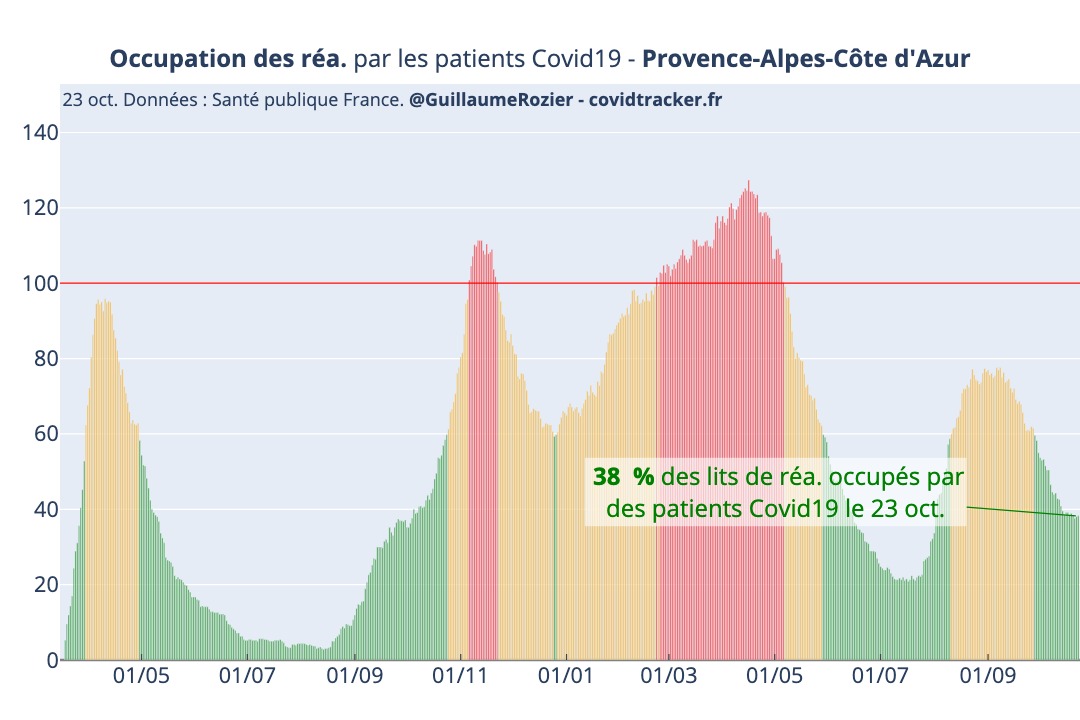 Occupation des réa. par les patients Covid19 - Provence-Alpes-Côte d'Azur
23 oct. Données : Santé publique France. @GuillaumeRozier - covidtracker.fr
140
120
100
80
60
40
20
0
38 % des lits de réa. occupés par
des patients Covid19 le 23 oct.
01/05 01/07 01/09 01/11 01/01 01/03 01/05 01/07 01/09